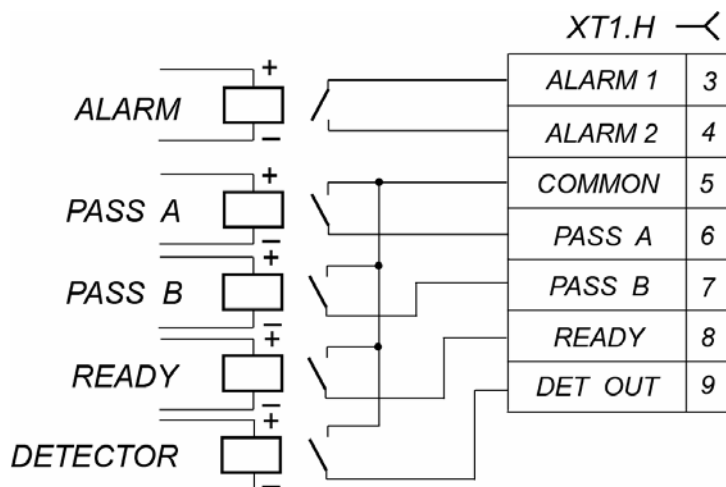 XT1.H
+
ALARM
−
ALARM 1 3
ALARM 2 4
+
PASS A
−
COMMON 5
PASS A 6
+
PASS B
−
PASS B 7
+
READY
−
READY 8
+
DETECTOR
−
DET OUT 9